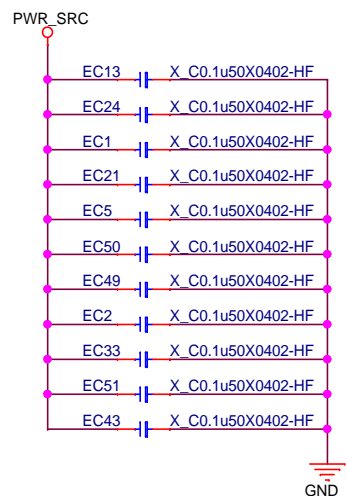 PWR_SRC
EC13 X_C0.1u50X0402-HF
EC24 X_C0.1u50X0402-HF
EC1 X_C0.1u50X0402-HF
EC21 X_C0.1u50X0402-HF
EC5 X_C0.1u50X0402-HF
EC50 X_C0.1u50X0402-HF
EC49 X_C0.1u50X0402-HF
EC2 X_C0.1u50X0402-HF
EC33 X_C0.1u50X0402-HF
EC51 X_C0.1u50X0402-HF
EC43 X_C0.1u50X0402-HF
GND